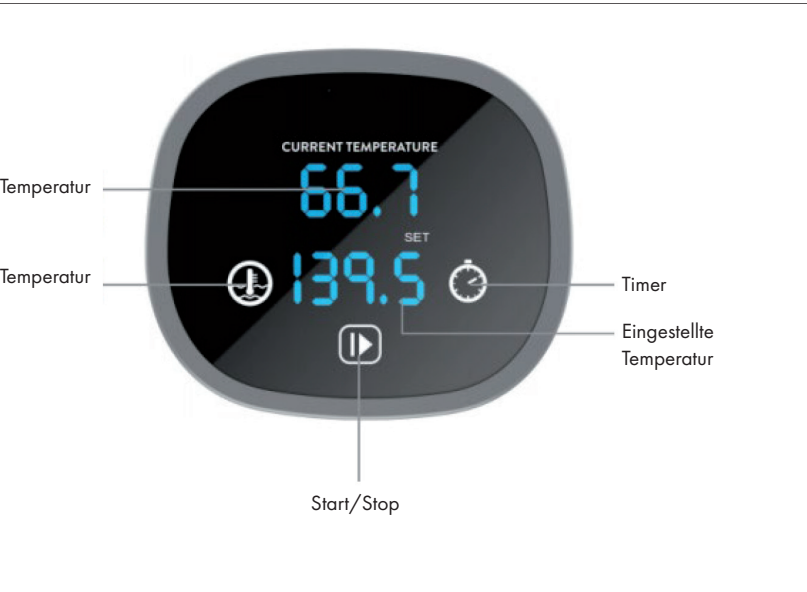 CURRENT TEMPERATURE
Temperatur
66.7
SET
Temperatur
139.5
Timer
Eingestellte
Temperatur
Start/Stop